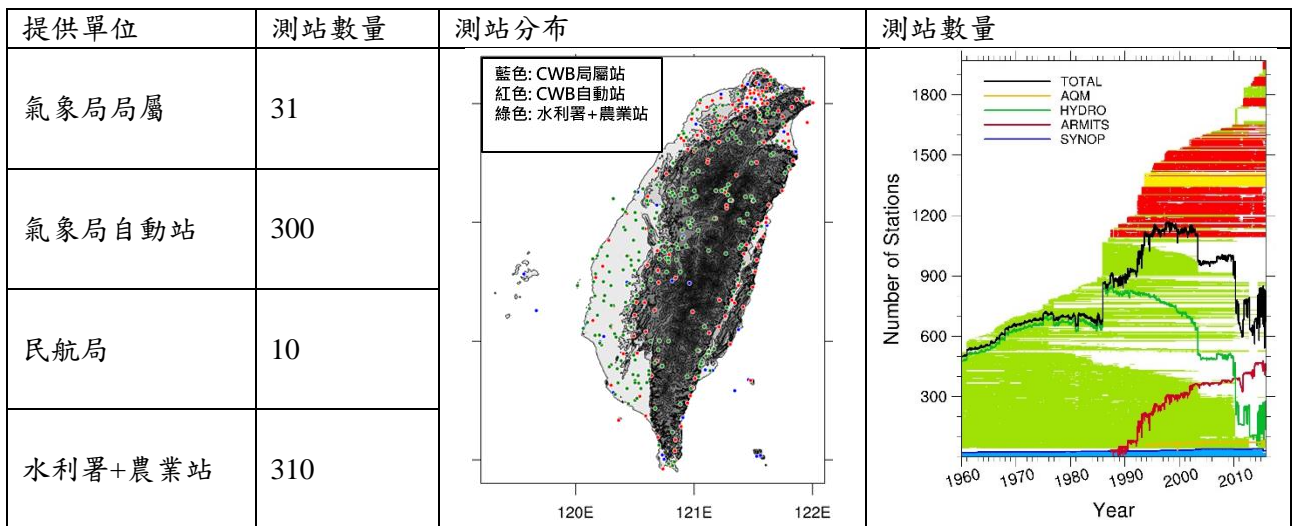 提供單位 測站數量 測站分布 測站數量
氣象局局屬 31
氣象局自動站 300
民航局 10
水利署+農業站 310
藍色: CWB局屬站
紅色: CWB自動站
綠色: 水利署+農業站
120E 121E 122E
TOTAL
AQM
HYDRO
ARMITS
SYNOP
Number of Stations
1800
1500
1200
900
600
300
1960 1970 1980 1990 2000 2010
Year